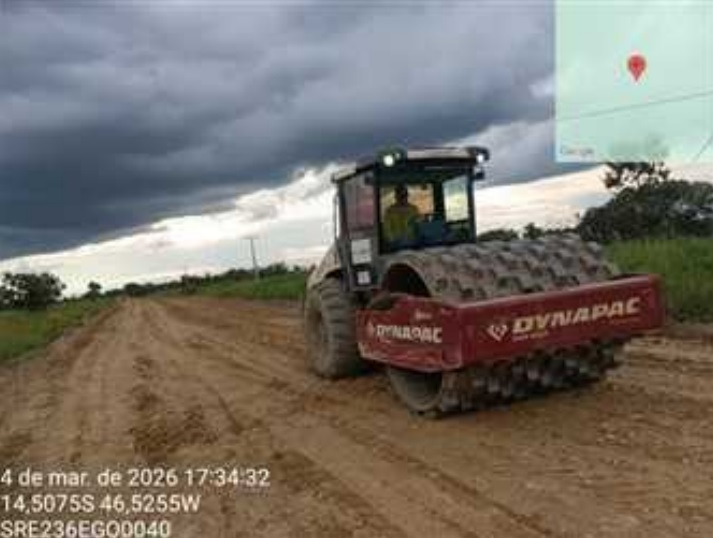 Google
DYNAPAC
DYNAPAC
4 de mar. de 2026 17:34:32
14,5075S 46,5255W
SRE236EGO0040